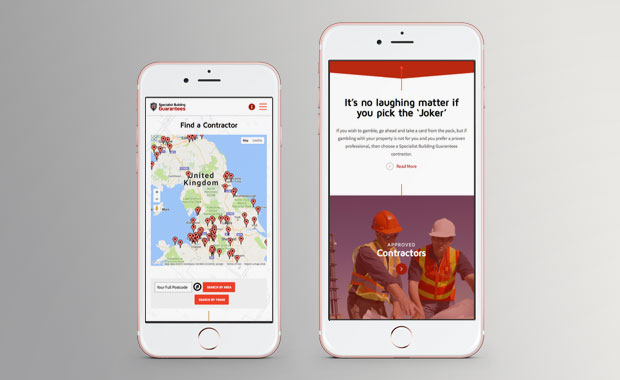 Specialist Building
Guarantees
Find a Contractor
Map
United
Kingdom
Your Full Postcode
SEARCH BY AREA
SEARCH BY TRADE
It's no laughing matter if
you pick the 'Joker'
If you wish to gamble, go ahead and take a card from the pack, but if
gambling with your property is not for you and you prefer a proven
professional, then choose a Specialist Building Guarantees
contractor.
Read More
APPROVED
Contractors